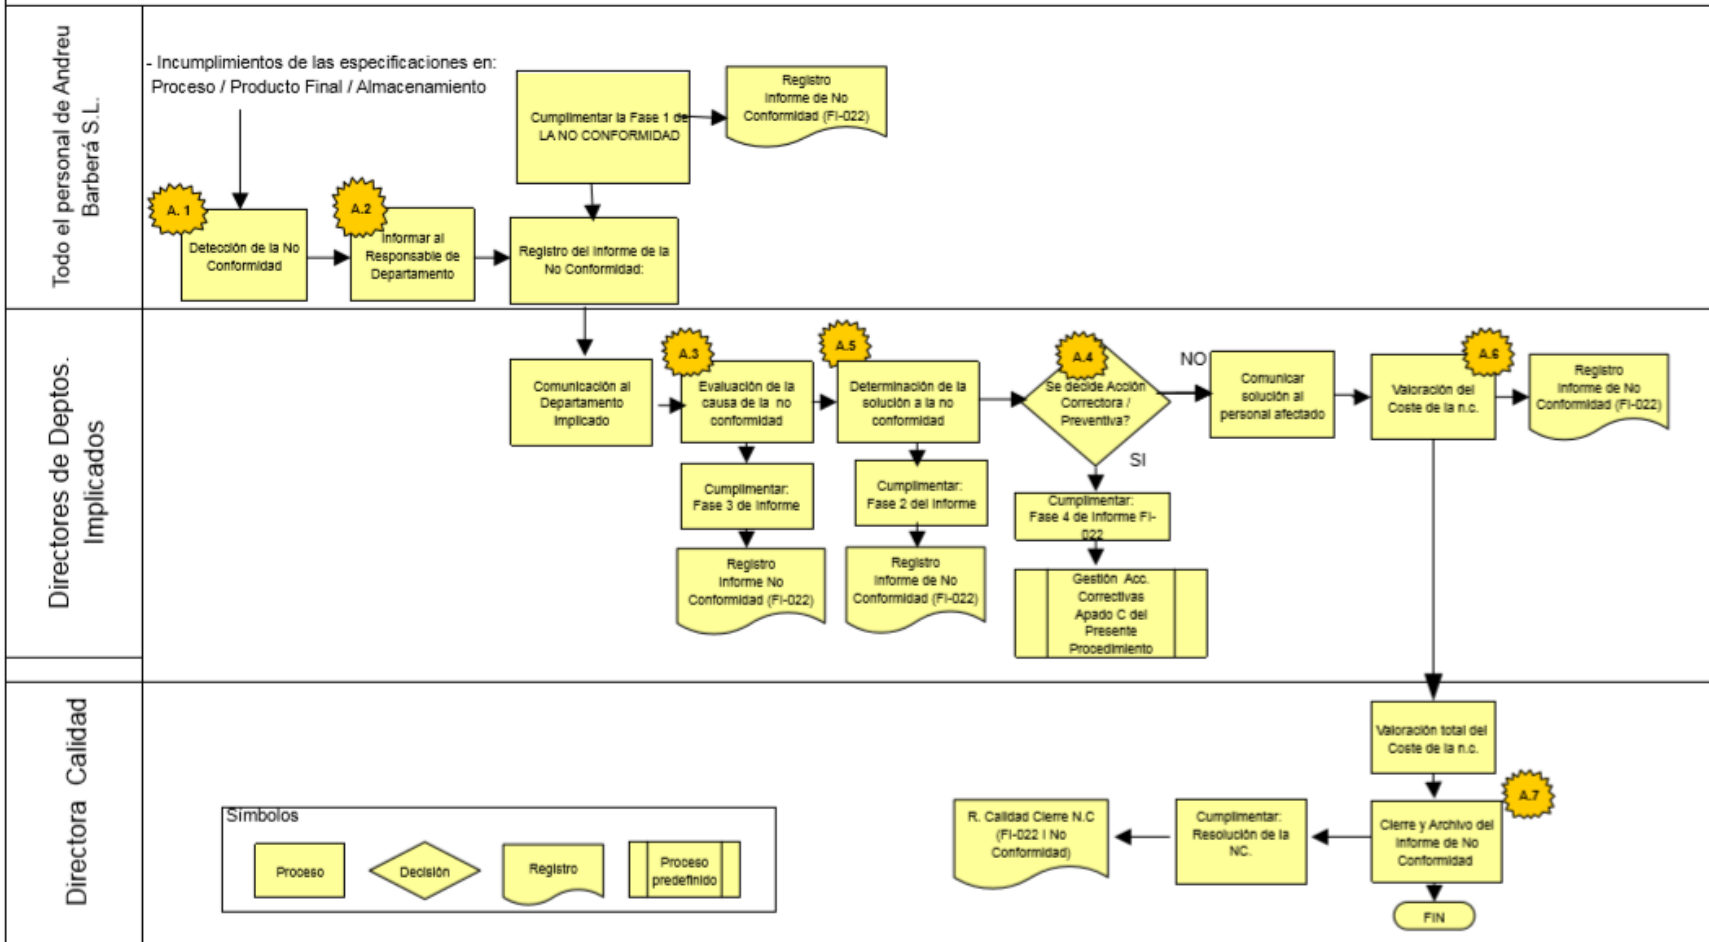 Todo el personal de Andreu
Barberá S.L.
- Incumplimientos de las especificaciones en:
Proceso / Producto Final / Almacenamiento
A. 1
Detección de la No
Conformidad
A.2
Informar al
Responsable de
Departamento
Cumplimentar la Fase 1 de
LA NO CONFORMIDAD
Registro
Informe de No
Conformidad (FI-022)
Registro del Informe de la
No Conformidad:
Directores de Deptos.
Implicados
Comunicación al
Departamento
Implicado
A.3
Evaluación de la
causa de la no
conformidad
Cumplimentar:
Fase 3 de Informe
Registro
Informe No
Conformidad (FI-022)
A.5
Determinación de la
solución a la no
conformidad
Cumplimentar:
Fase 2 del Informe
Registro
Informe de No
Conformidad (FI-022)
A.4
Se decide Acción
Correctora /
Preventiva?
NO
SI
Cumplimentar:
Fase 4 de Informe FI-
022
Gestión Acc.
Correctivas
Apado C del
Presente
Procedimiento
Comunicar
solución al
personal afectado
A.6
Valoración del
Coste de la n.c.
Registro
Informe de No
Conformidad (FI-022)
Directora Calidad
Valoración total del
Coste de la n.c.
A.7
Cierre y Archivo del
Informe de No
Conformidad
Cumplimentar:
Resolución de la
NC.
R. Calidad Cierre N.C
(FI-022 I No
Conformidad)
FIN
Símbolos
Proceso
Decisión
Registro
Proceso
predefinido